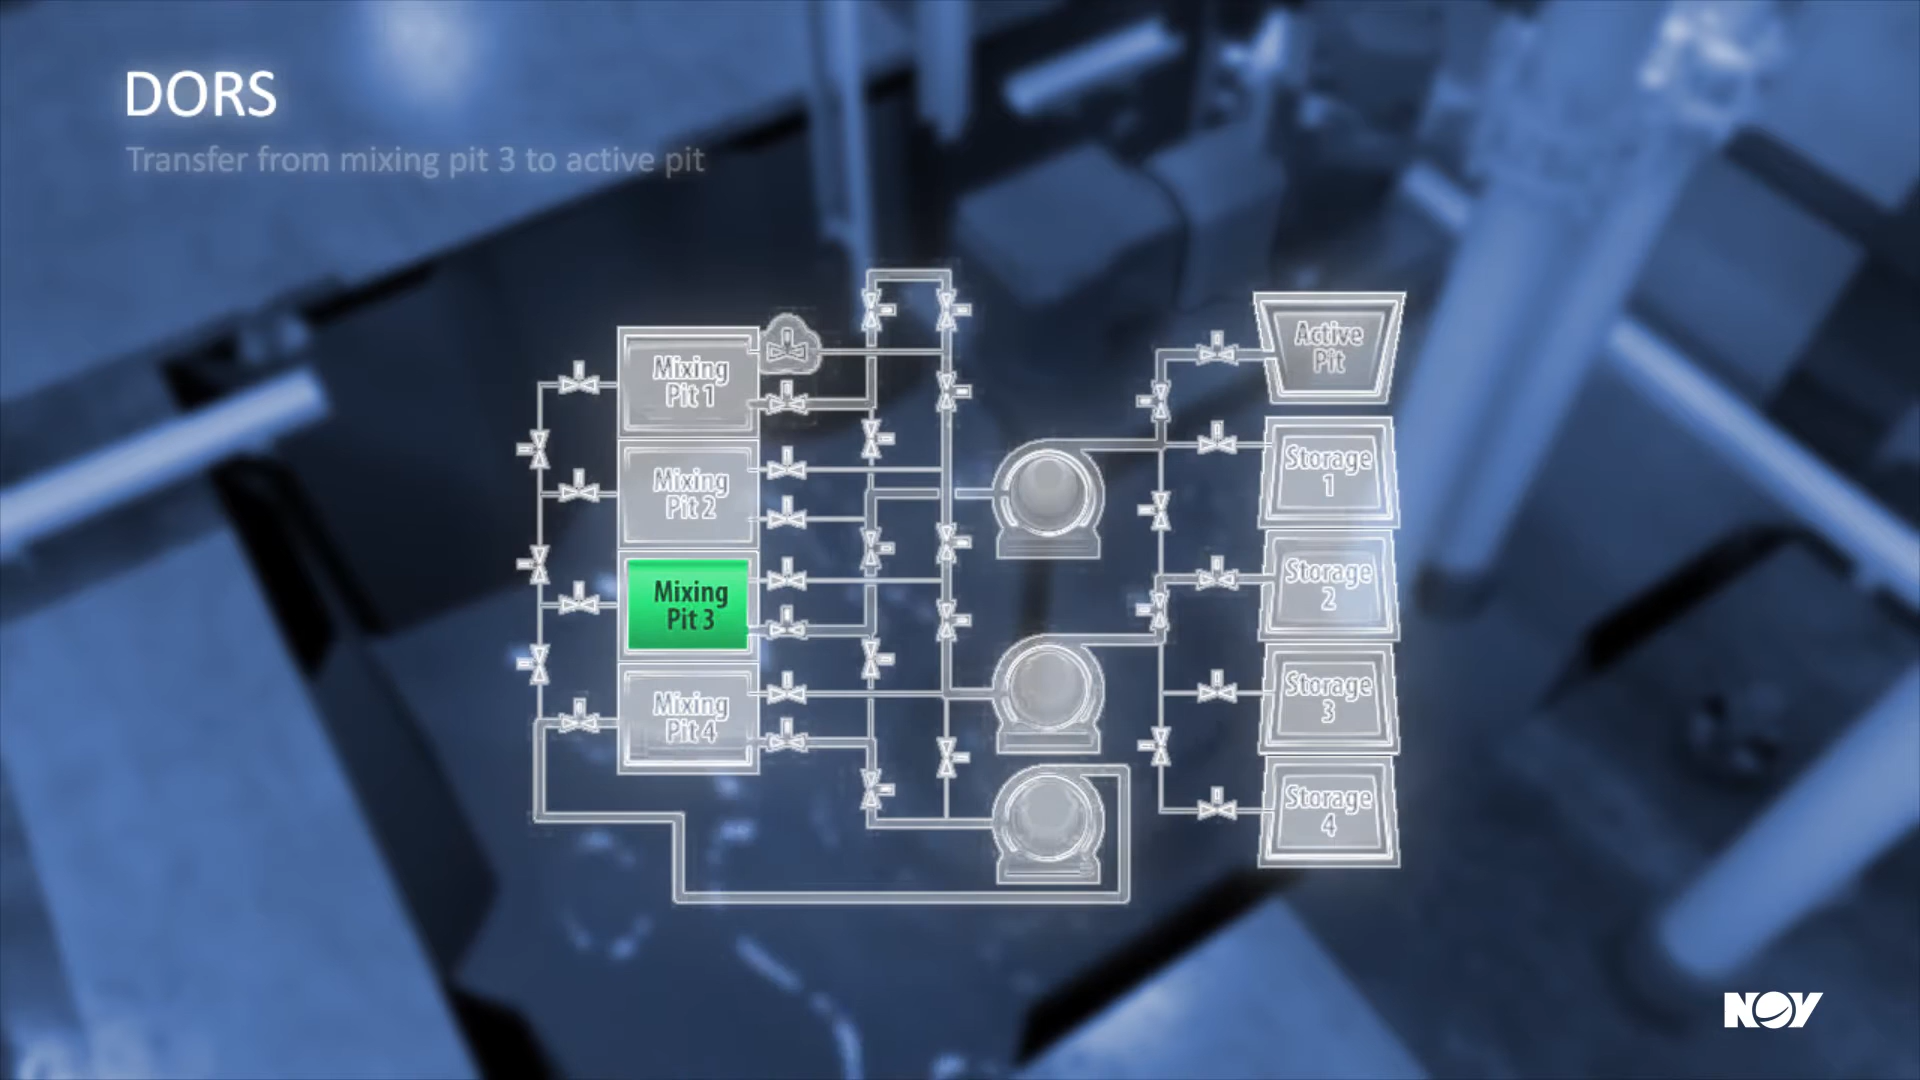 DORS
Transfer from mixing pit 3 to active pit
Mixing
Pit 1
Mixing
Pit 2
Mixing
Pit 3
Mixing
Pit 4
Active
Pit
Storage
1
Storage
2
Storage
3
Storage
4
NOV